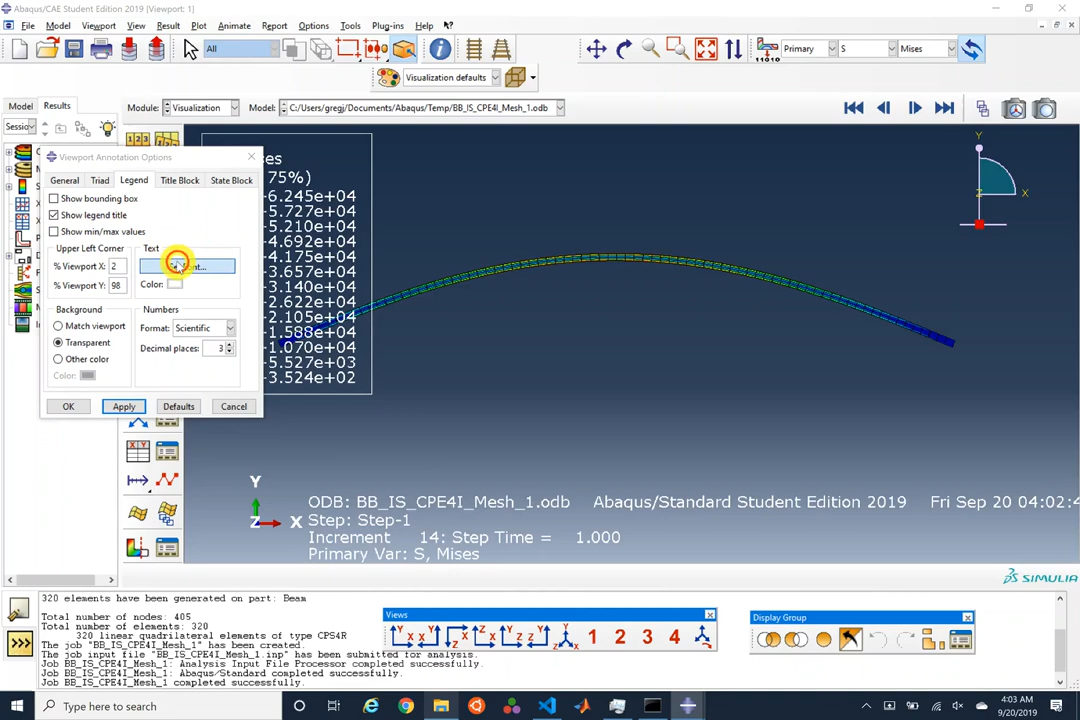 Abaqus/CAE Student Edition 2019 [Viewport: 1]
File Model Viewport View Result Plot Animate Report Options Tools Plug-ins Help
All
Primary S Mises
Visualization defaults
Model Results Module: Visualization Model: C:/Users/gregj/Documents/Abaqus/Temp/BB_IS_CPE4I_Mesh_1.odb
Viewport Annotation Options
General Triad Legend Title Block State Block
Show bounding box
Show legend title
Show min/max values
Upper Left Corner Text
% Viewport X: 2
% Viewport Y: 98 Color:
Background Numbers
Match viewport Format: Scientific
Transparent Decimal places: 3
Other color
Color:
OK Apply Defaults Cancel
75%)
6.245e+04
5.727e+04
5.210e+04
4.692e+04
4.175e+04
3.657e+04
3.140e+04
2.622e+04
2.105e+04
1.588e+04
1.070e+04
5.527e+03
3.524e+02
Y
X
Z
Y
X
Z
ODB: BB_IS_CPE4I_Mesh_1.odb Abaqus/Standard Student Edition 2019 Fri Sep 20 04:02:4
Step: Step-1
Increment 14: Step Time = 1.000
Primary Var: S, Mises
SIMULIA
320 elements have been generated on part: Beam
Total number of nodes: 405
Total number of elements: 320
320 linear quadrilateral elements of type CPS4R
The job "BB_IS_CPE4I_Mesh_1" has been created.
The job input file "BB_IS_CPE4I_Mesh_1.inp" has been submitted for analysis.
Job BB_IS_CPE4I_Mesh_1: Analysis Input File Processor completed successfully.
Job BB_IS_CPE4I_Mesh_1: Abaqus/Standard completed successfully.
Job BB_IS_CPE4I_Mesh_1 completed successfully.
Views
1 2 3 4
Display Group
Type here to search
4:03 AM
9/20/2019